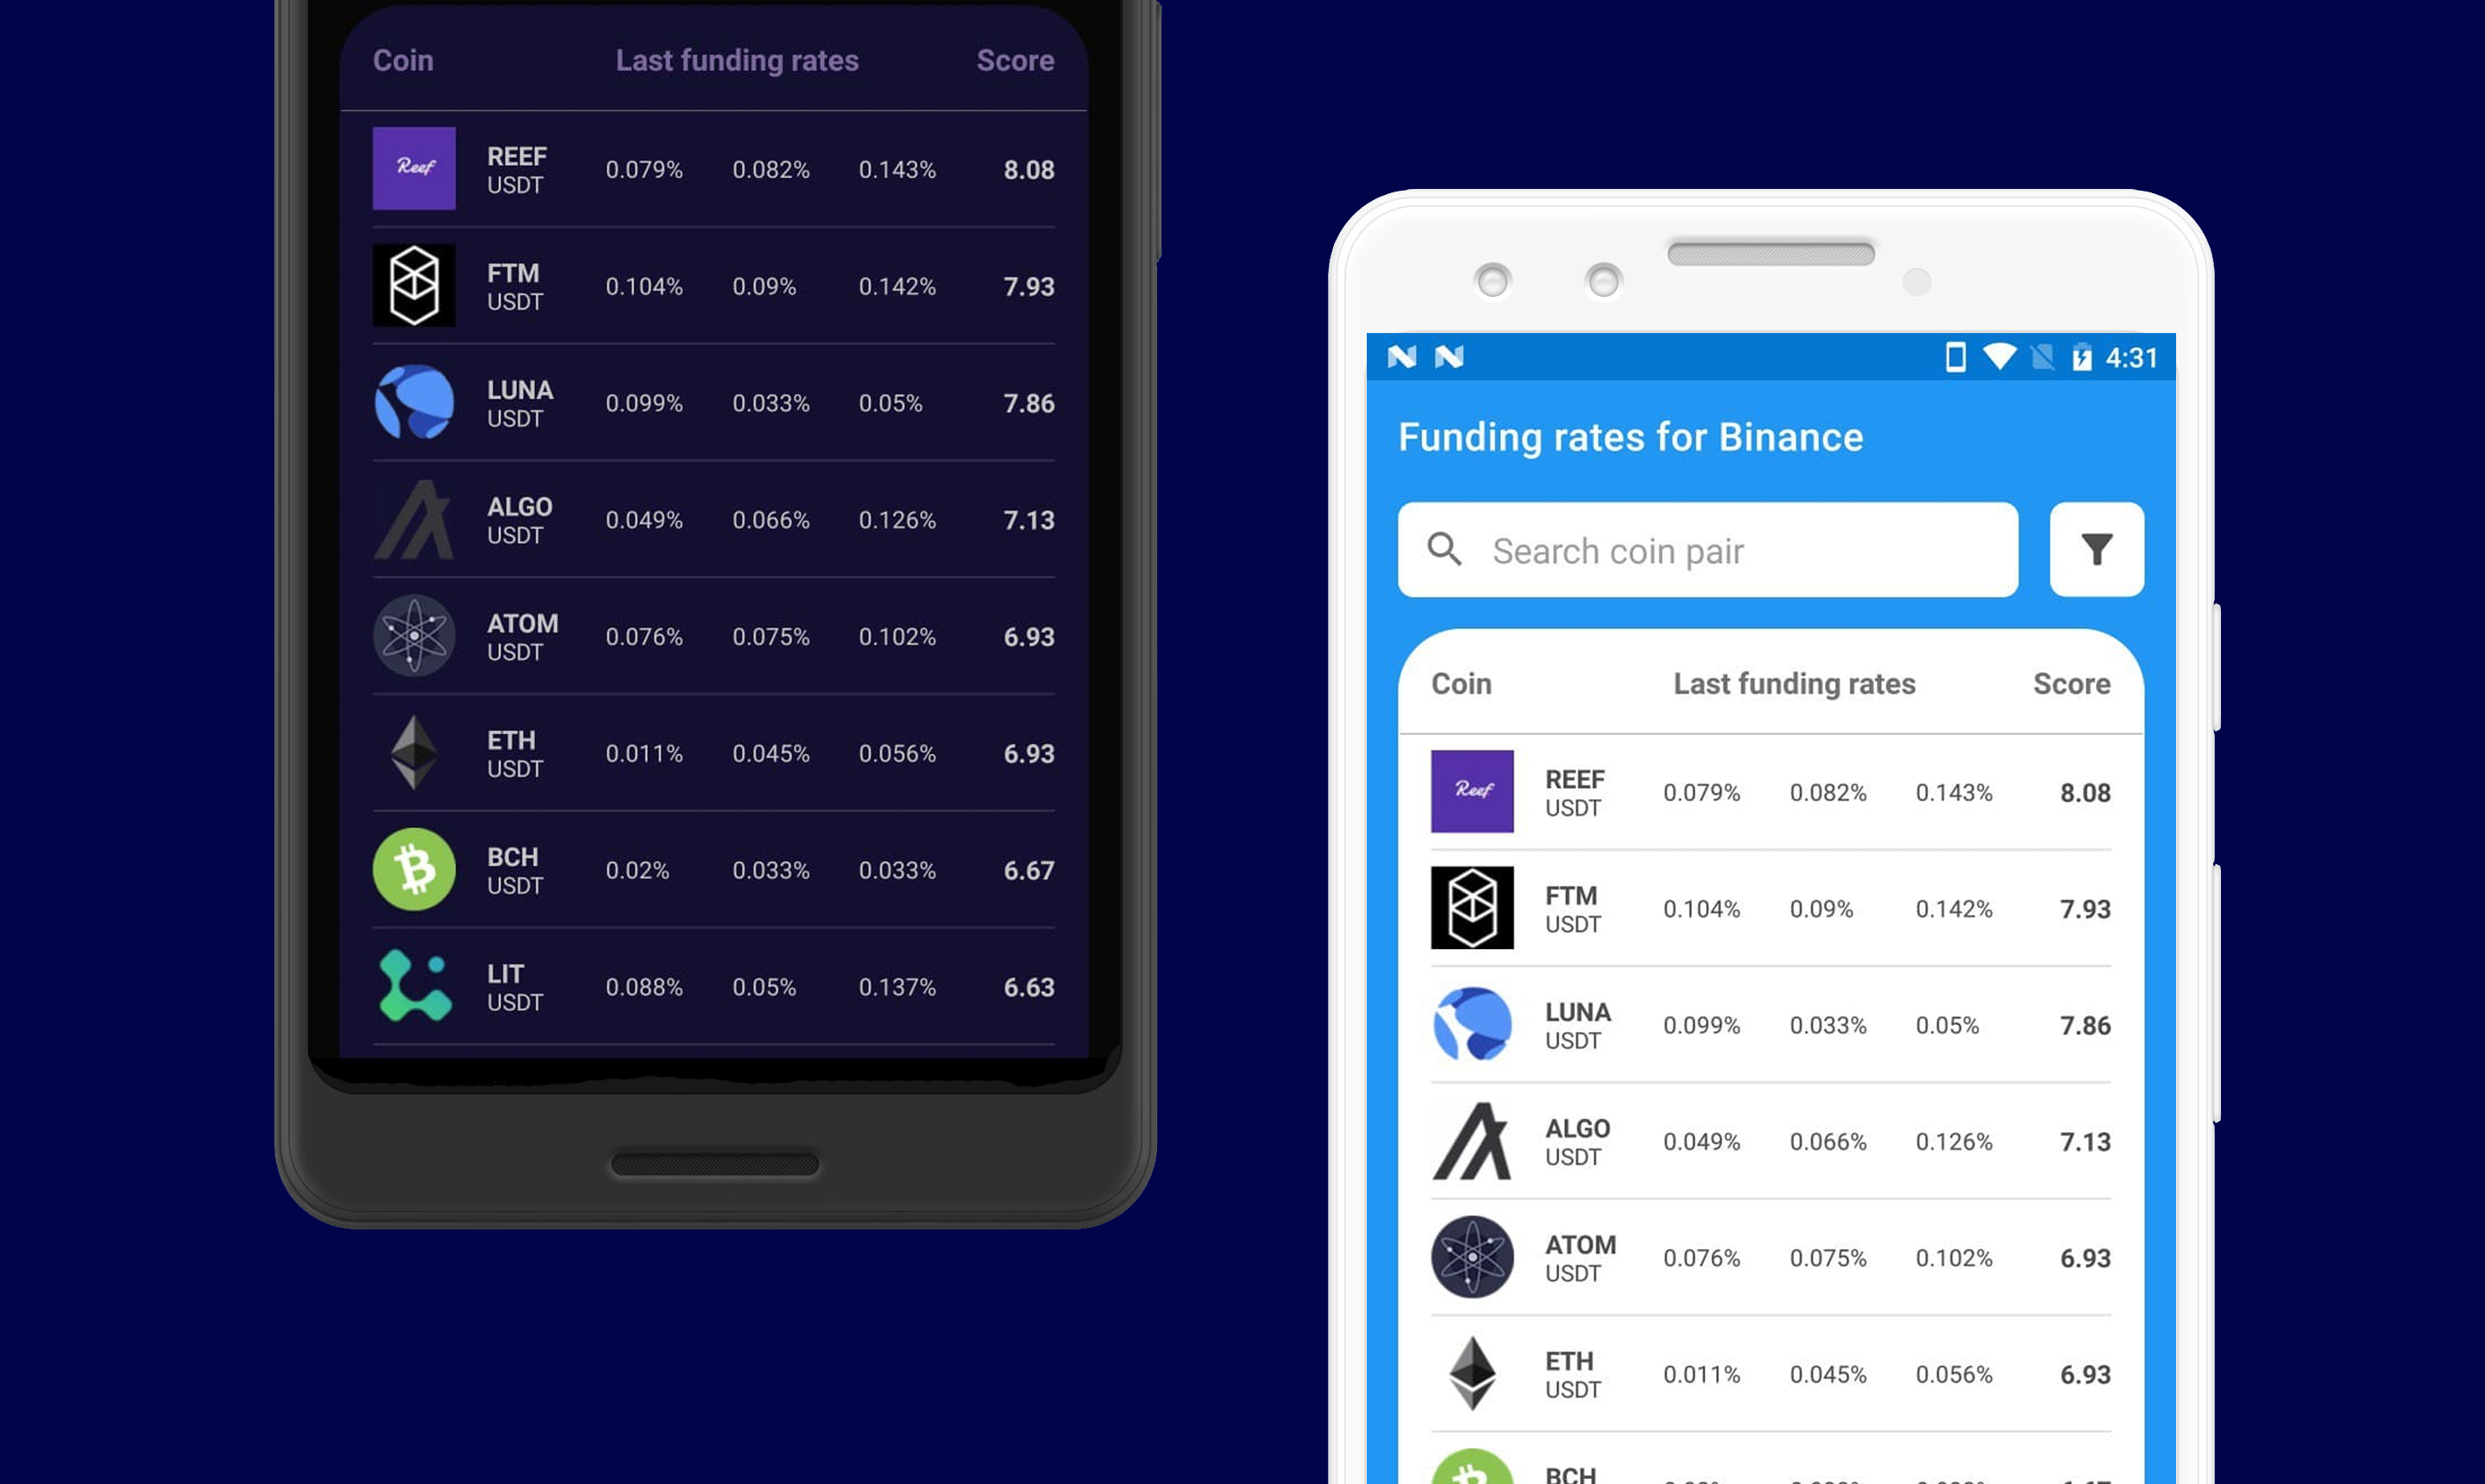 Coin Last funding rates Score
Reef REEF 0.079% 0.082% 0.143% 8.08
USDT
FTM 0.104% 0.09% 0.142% 7.93
USDT
LUNA 0.099% 0.033% 0.05% 7.86
USDT
ALGO 0.049% 0.066% 0.126% 7.13
USDT
ATOM 0.076% 0.075% 0.102% 6.93
USDT
ETH 0.011% 0.045% 0.056% 6.93
USDT
BCH 0.02% 0.033% 0.033% 6.67
USDT
LIT 0.088% 0.05% 0.137% 6.63
USDT
4:31
Funding rates for Binance
Search coin pair
Coin Last funding rates Score
Reef REEF 0.079% 0.082% 0.143% 8.08
USDT
FTM 0.104% 0.09% 0.142% 7.93
USDT
LUNA 0.099% 0.033% 0.05% 7.86
USDT
ALGO 0.049% 0.066% 0.126% 7.13
USDT
ATOM 0.076% 0.075% 0.102% 6.93
USDT
ETH 0.011% 0.045% 0.056% 6.93
USDT
BCH